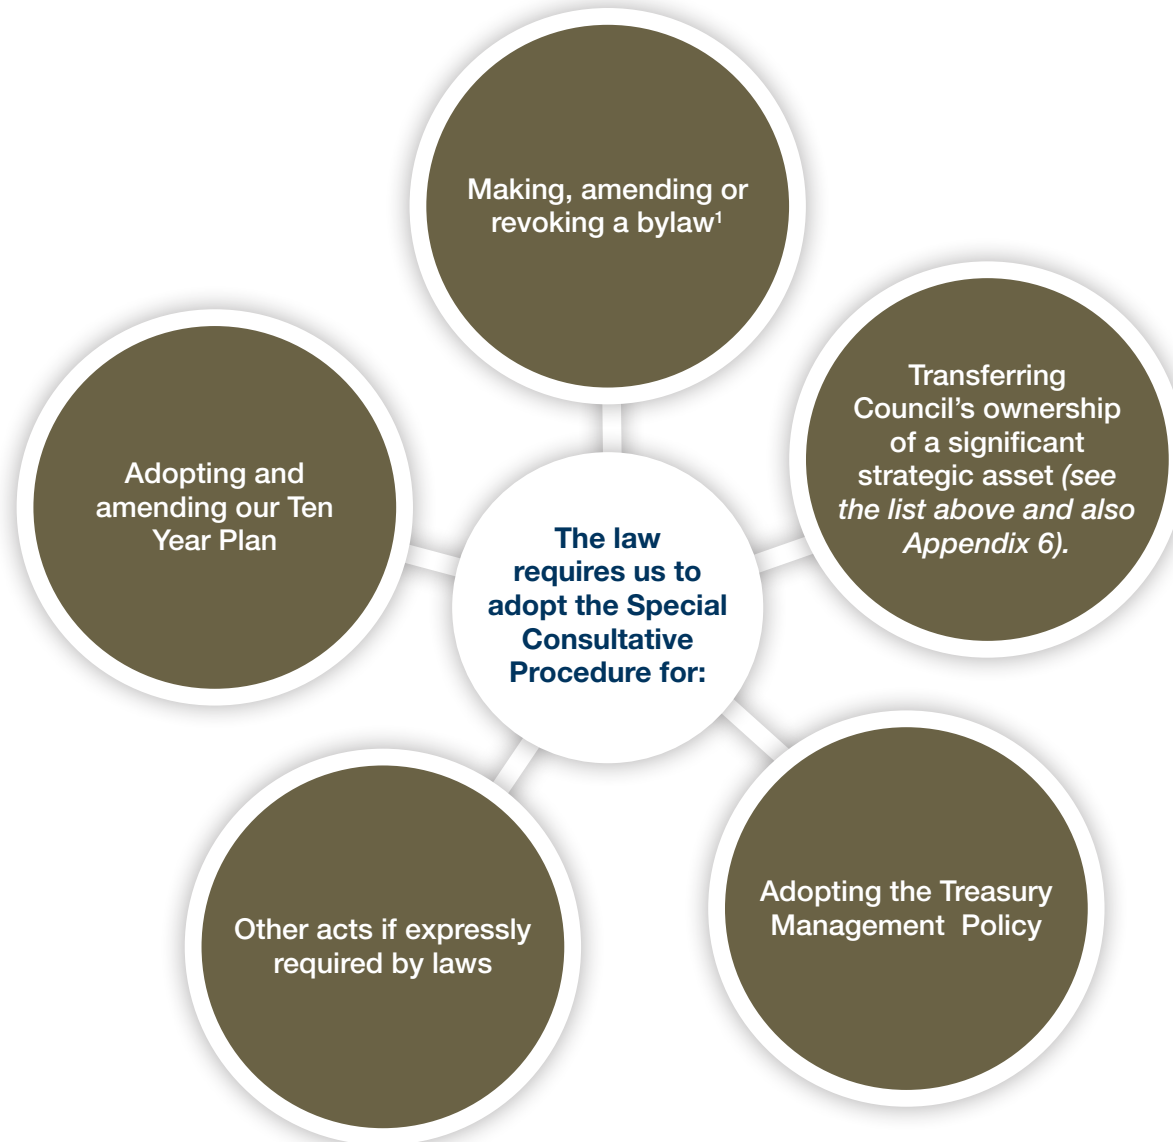 Making, amending or
revoking a bylaw¹
Transferring
Council’s ownership
of a significant
strategic asset (see
the list above and also
Appendix 6).
Adopting and
amending our Ten
Year Plan
The law
requires us to
adopt the Special
Consultative
Procedure for:
Adopting the Treasury
Management  Policy
Other acts if expressly
required by laws